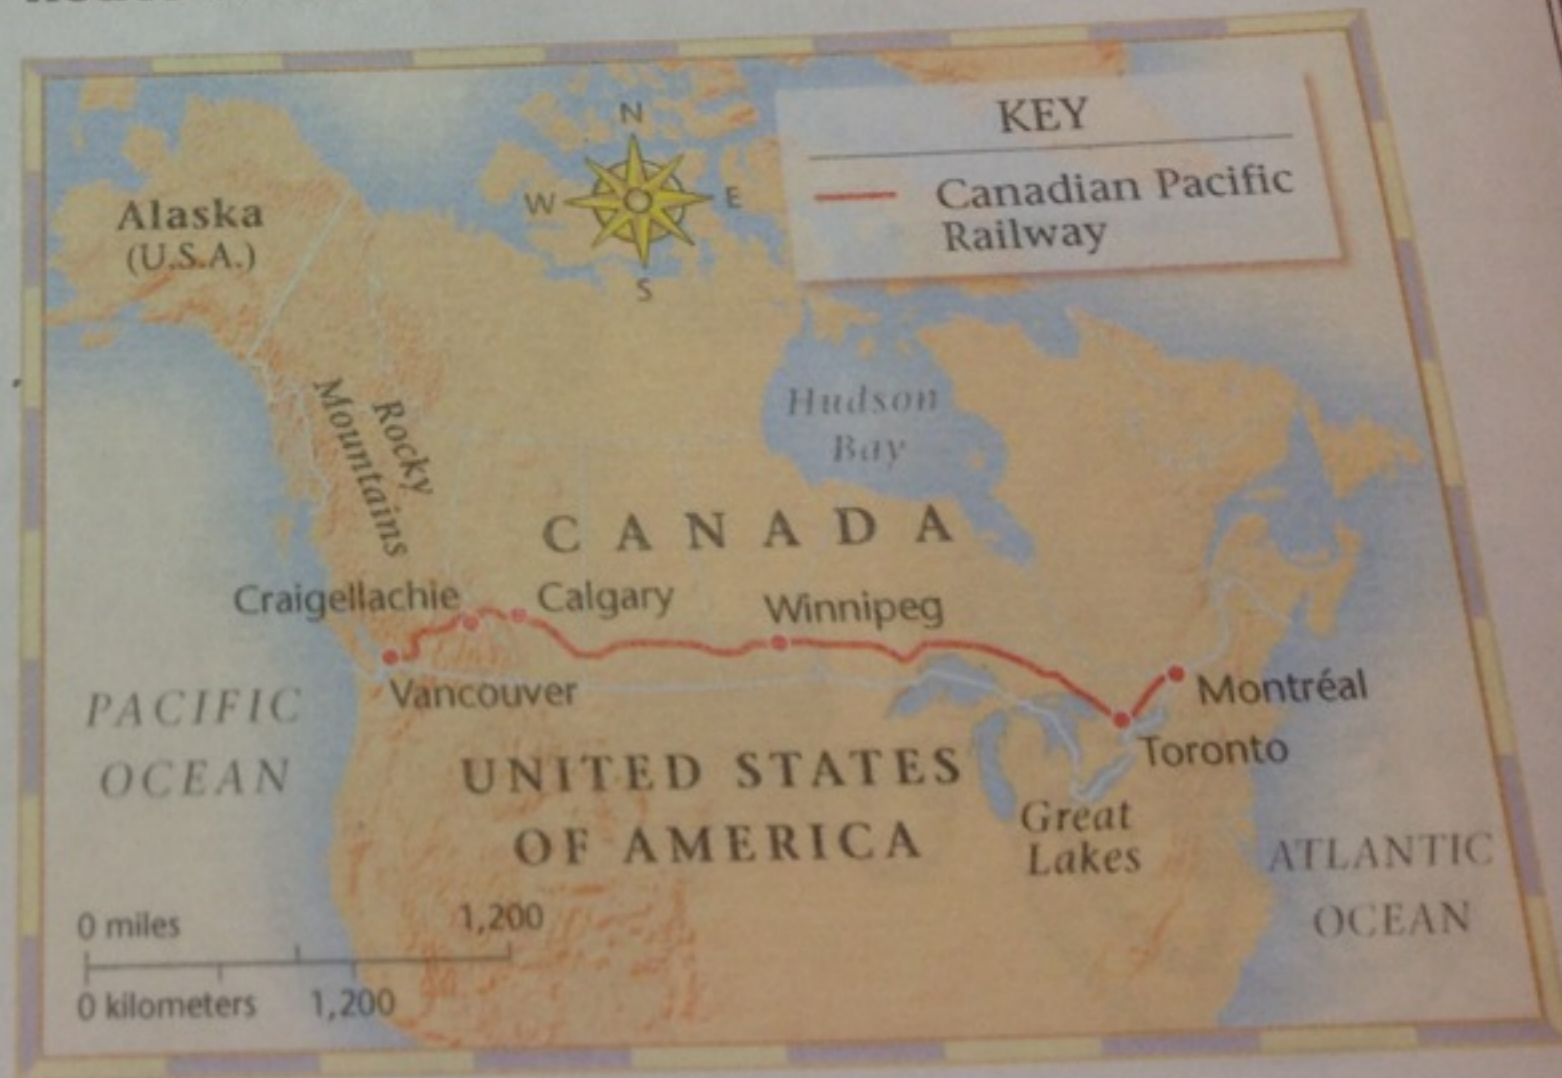 N
W
E
S
KEY
Canadian Pacific
Railway
Alaska
(U.S.A.)
Rocky
Mountains
Hudson
Bay
CANADA
Craigellachie
Calgary
Winnipeg
Vancouver
Montréal
Toronto
PACIFIC
OCEAN
UNITED STATES
OF AMERICA
Great
Lakes
ATLANTIC
OCEAN
0 miles 1,200
0 kilometers 1,200